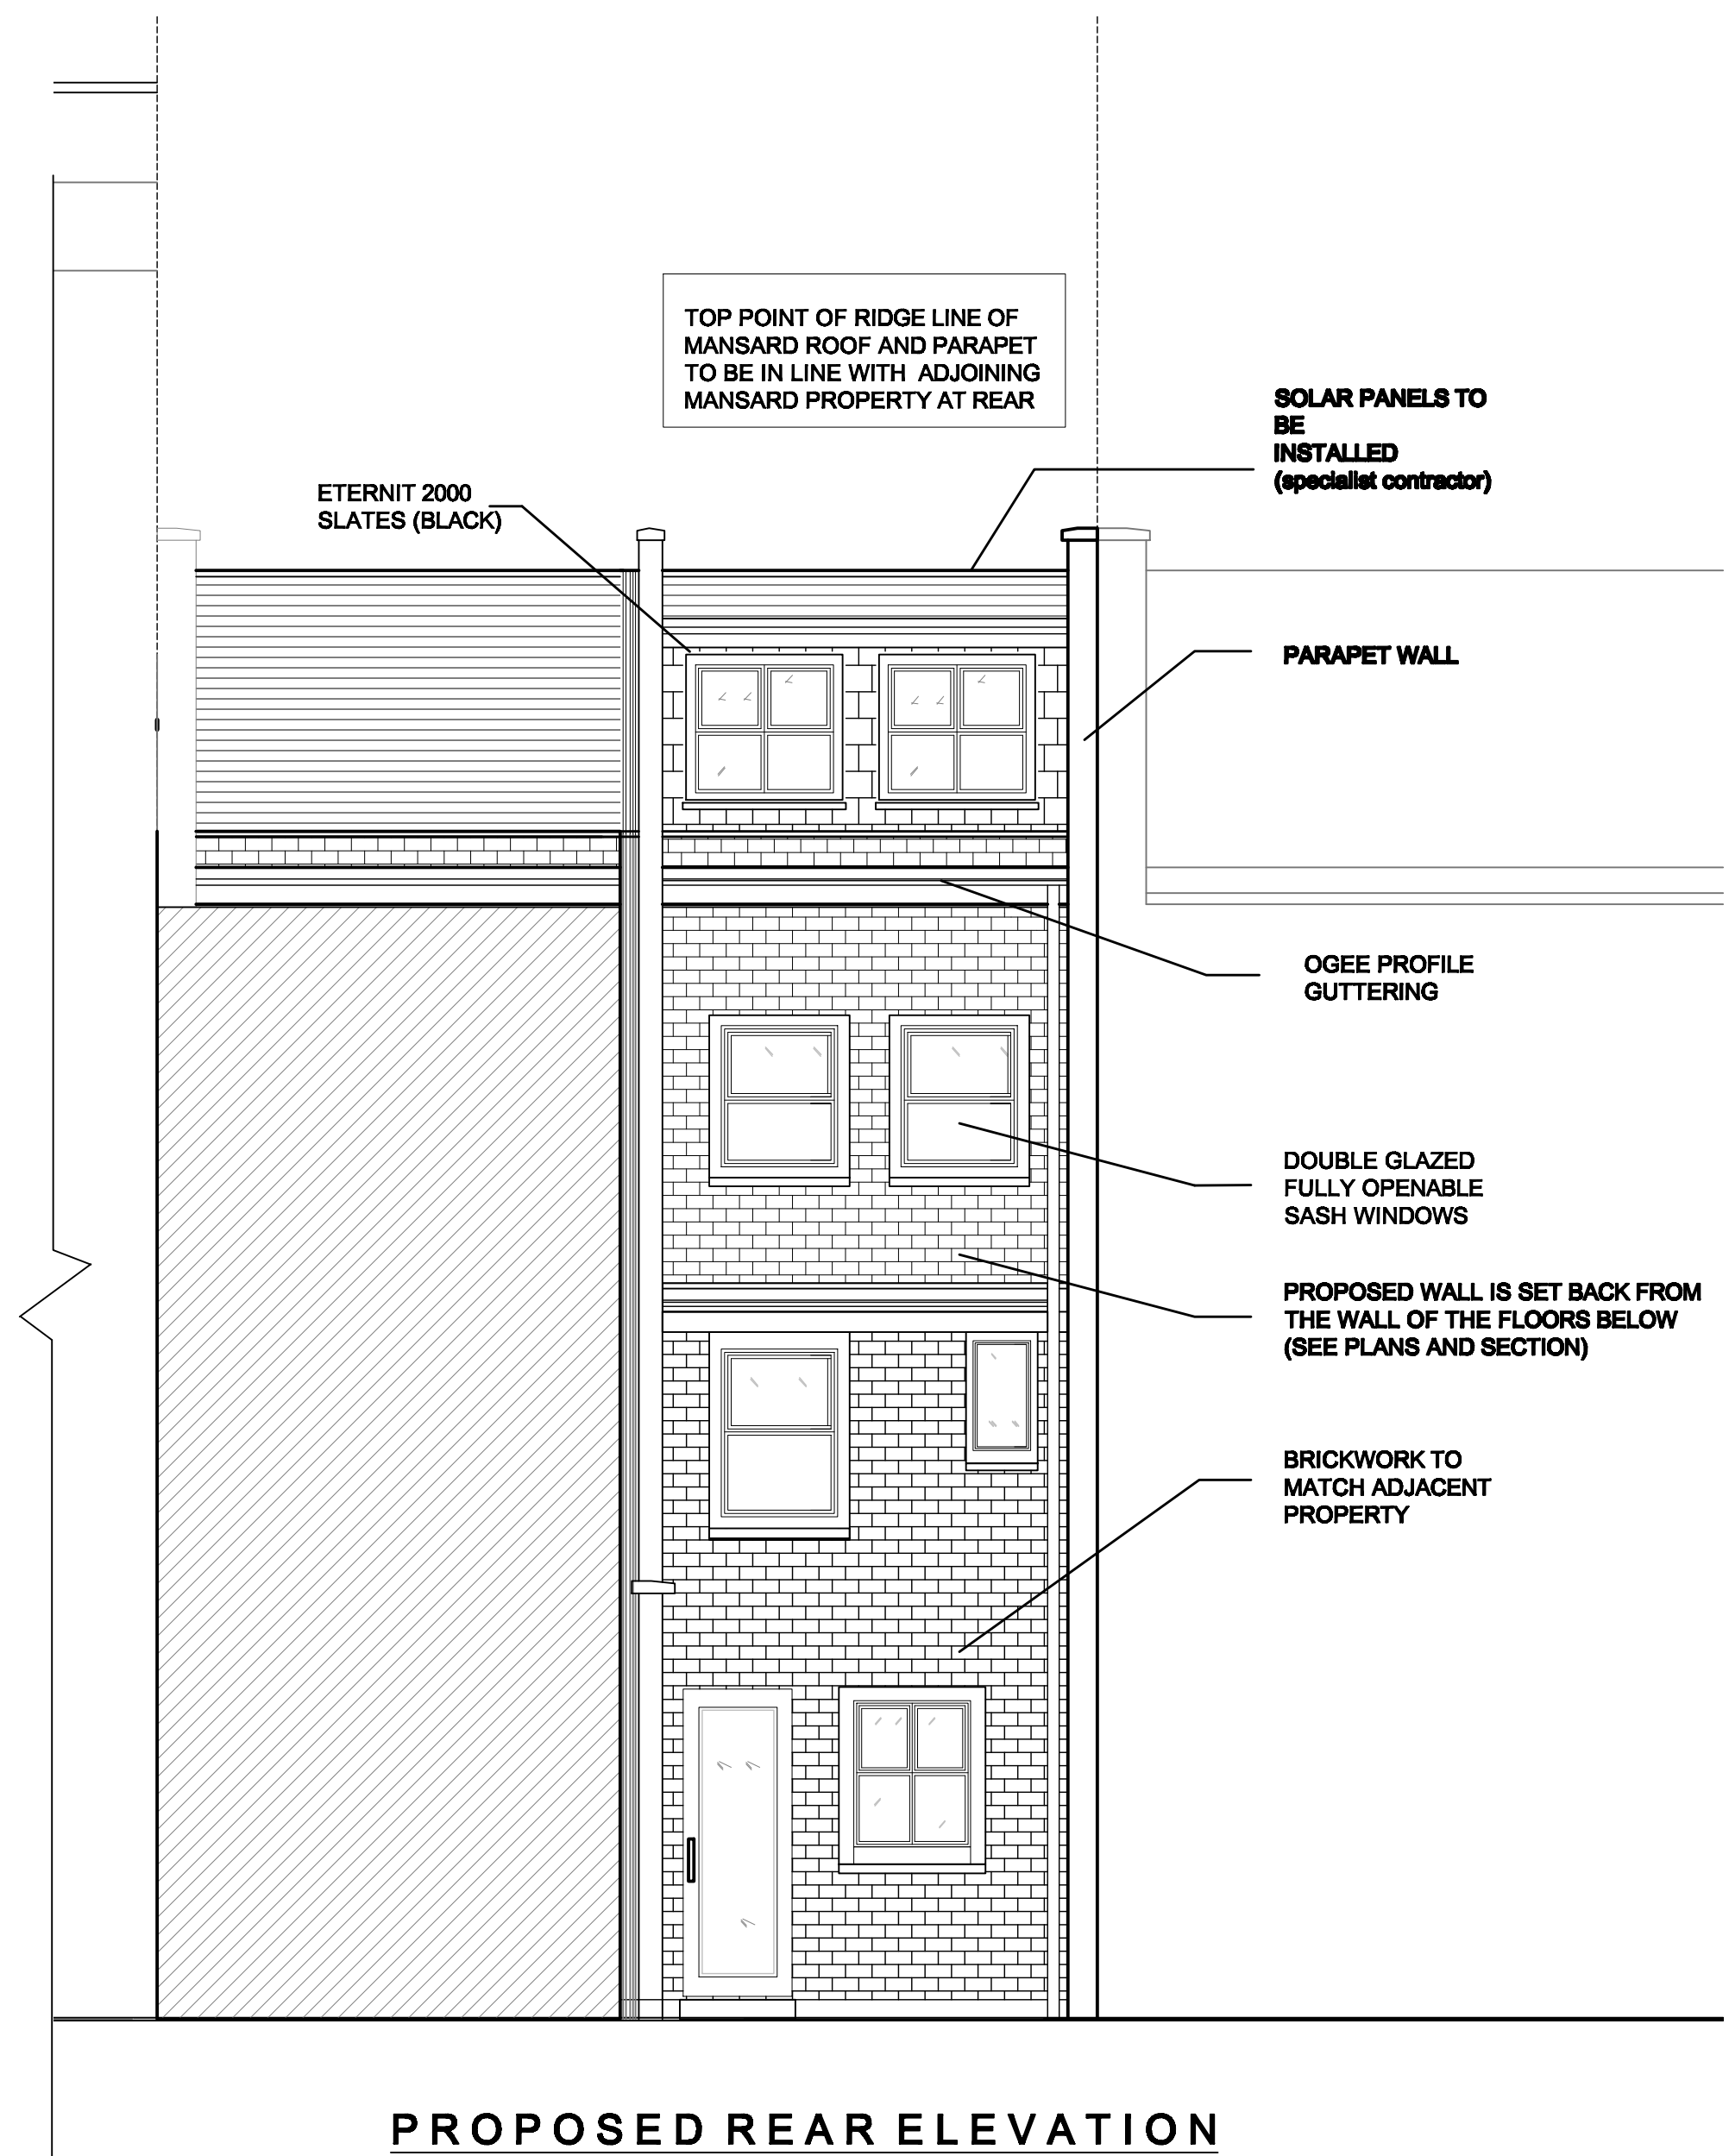 TOP POINT OF RIDGE LINE OF
MANSARD ROOF AND PARAPET
TO BE IN LINE WITH ADJOINING
MANSARD PROPERTY AT REAR
SOLAR PANELS TO
BE
INSTALLED
(specialist contractor)
ETERNIT 2000
SLATES (BLACK)
PARAPET WALL
OGEE PROFILE
GUTTERING
DOUBLE GLAZED
FULLY OPENABLE
SASH WINDOWS
PROPOSED WALL IS SET BACK FROM
THE WALL OF THE FLOORS BELOW
(SEE PLANS AND SECTION)
BRICKWORK TO
MATCH ADJACENT
PROPERTY
PROPOSED REAR ELEVATION